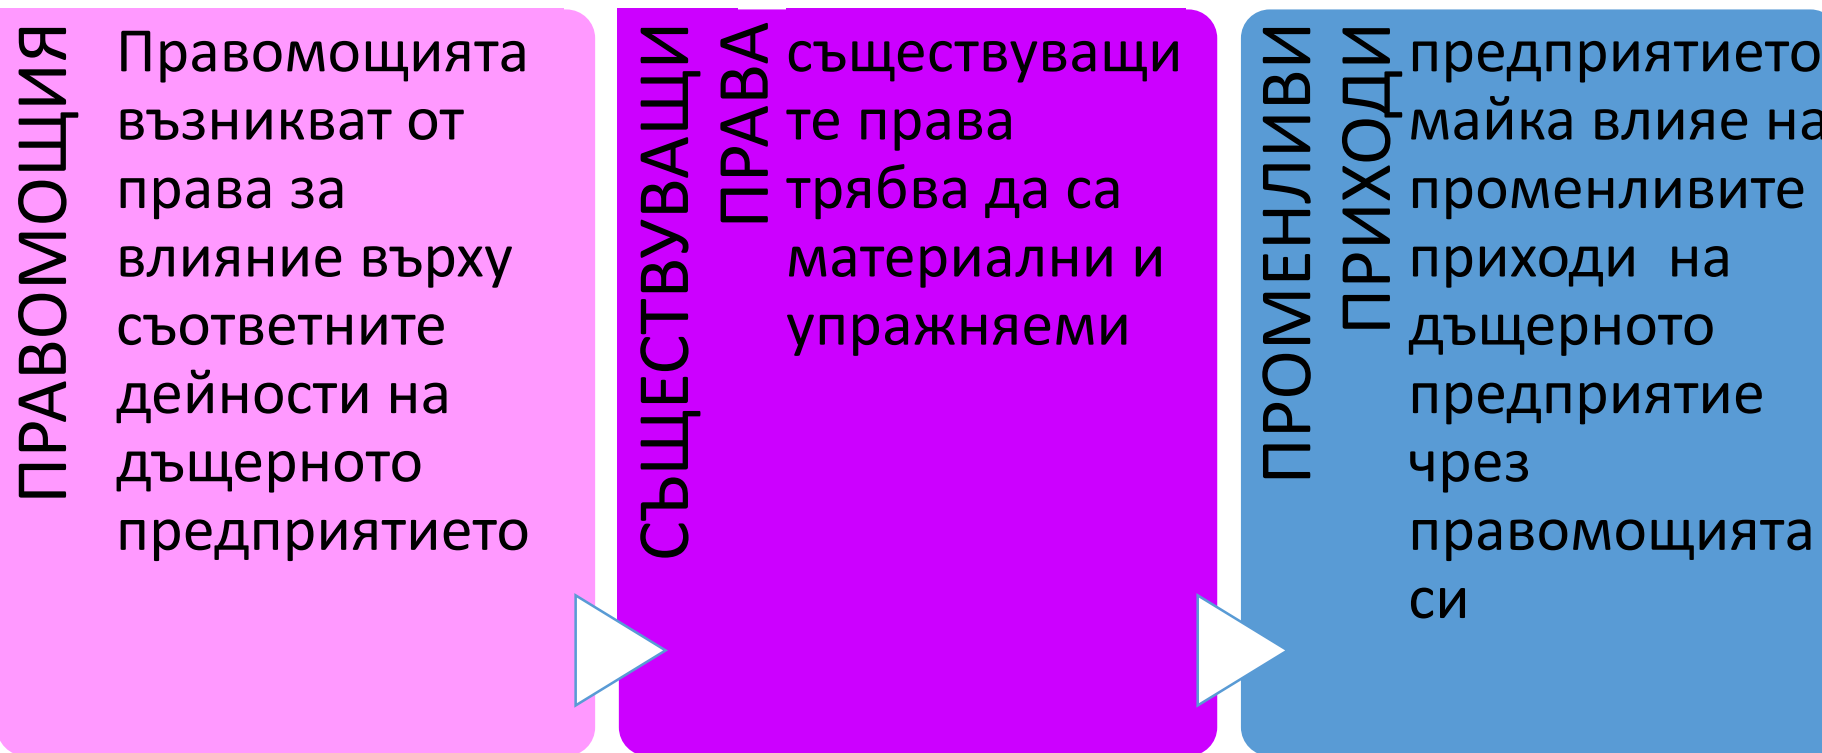 ПРАВОМОЩИЯ
Правомощията
възникват от
права за
влияние върху
съответните
дейности на
дъщерното
предприятието
СЪЩЕСТВУВАЩИ
ПРАВА
съществуващи
те права
трябва да са
материални и
упражняеми
ПРОМЕНЛИВИ
ПРИХОДИ
предприятието
майка влияе на
променливите
приходи на
дъщерното
предприятие
чрез
правомощията
си